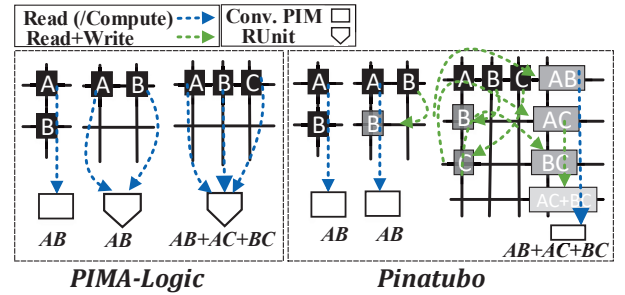 Read (/Compute)
Read+Write
Conv. PIM
RUnit
A
B
AB
A B
AB
A B C
AB+AC+BC
PIMA-Logic
A
B
AB
A B
B
AB
A B C AB
B AC
C BC
AC+BC
AB+AC+BC
Pinatubo